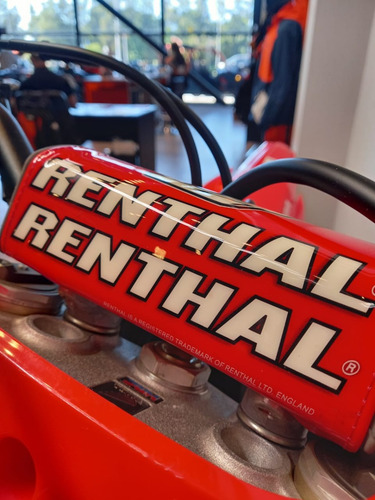 RENTHAL
RENTHAL®
RENTHAL IS A REGISTERED TRADEMARK OF RENTHAL LTD. ENGLAND